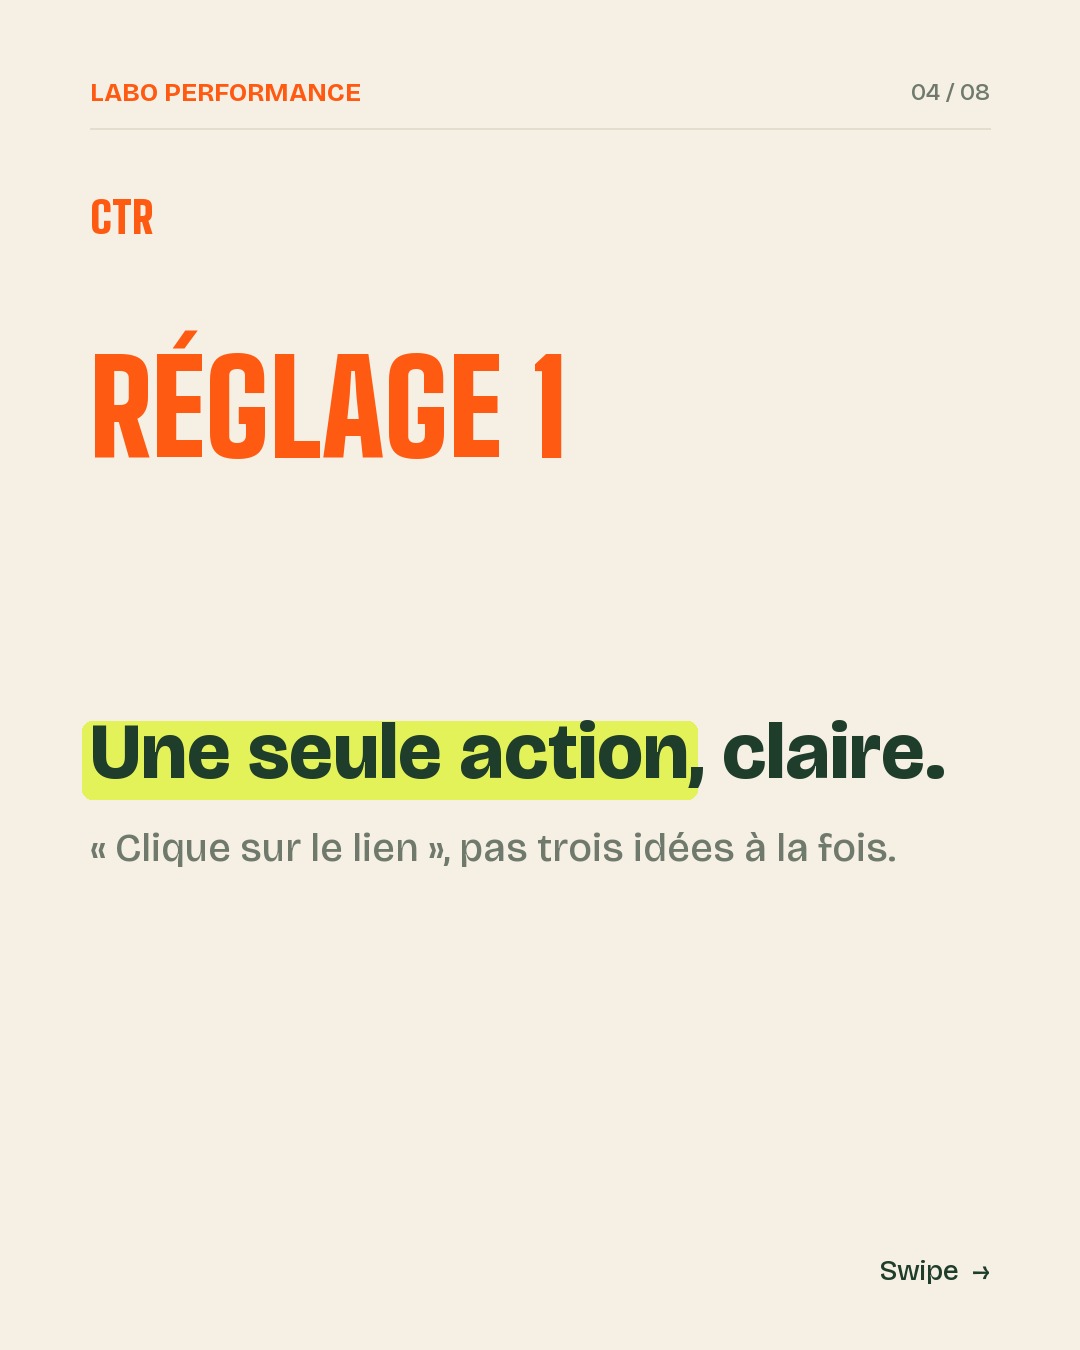 LABO PERFORMANCE
04 / 08
CTR
RÉGLAGE 1
Une seule action, claire.
« Clique sur le lien », pas trois idées à la fois.
Swipe →